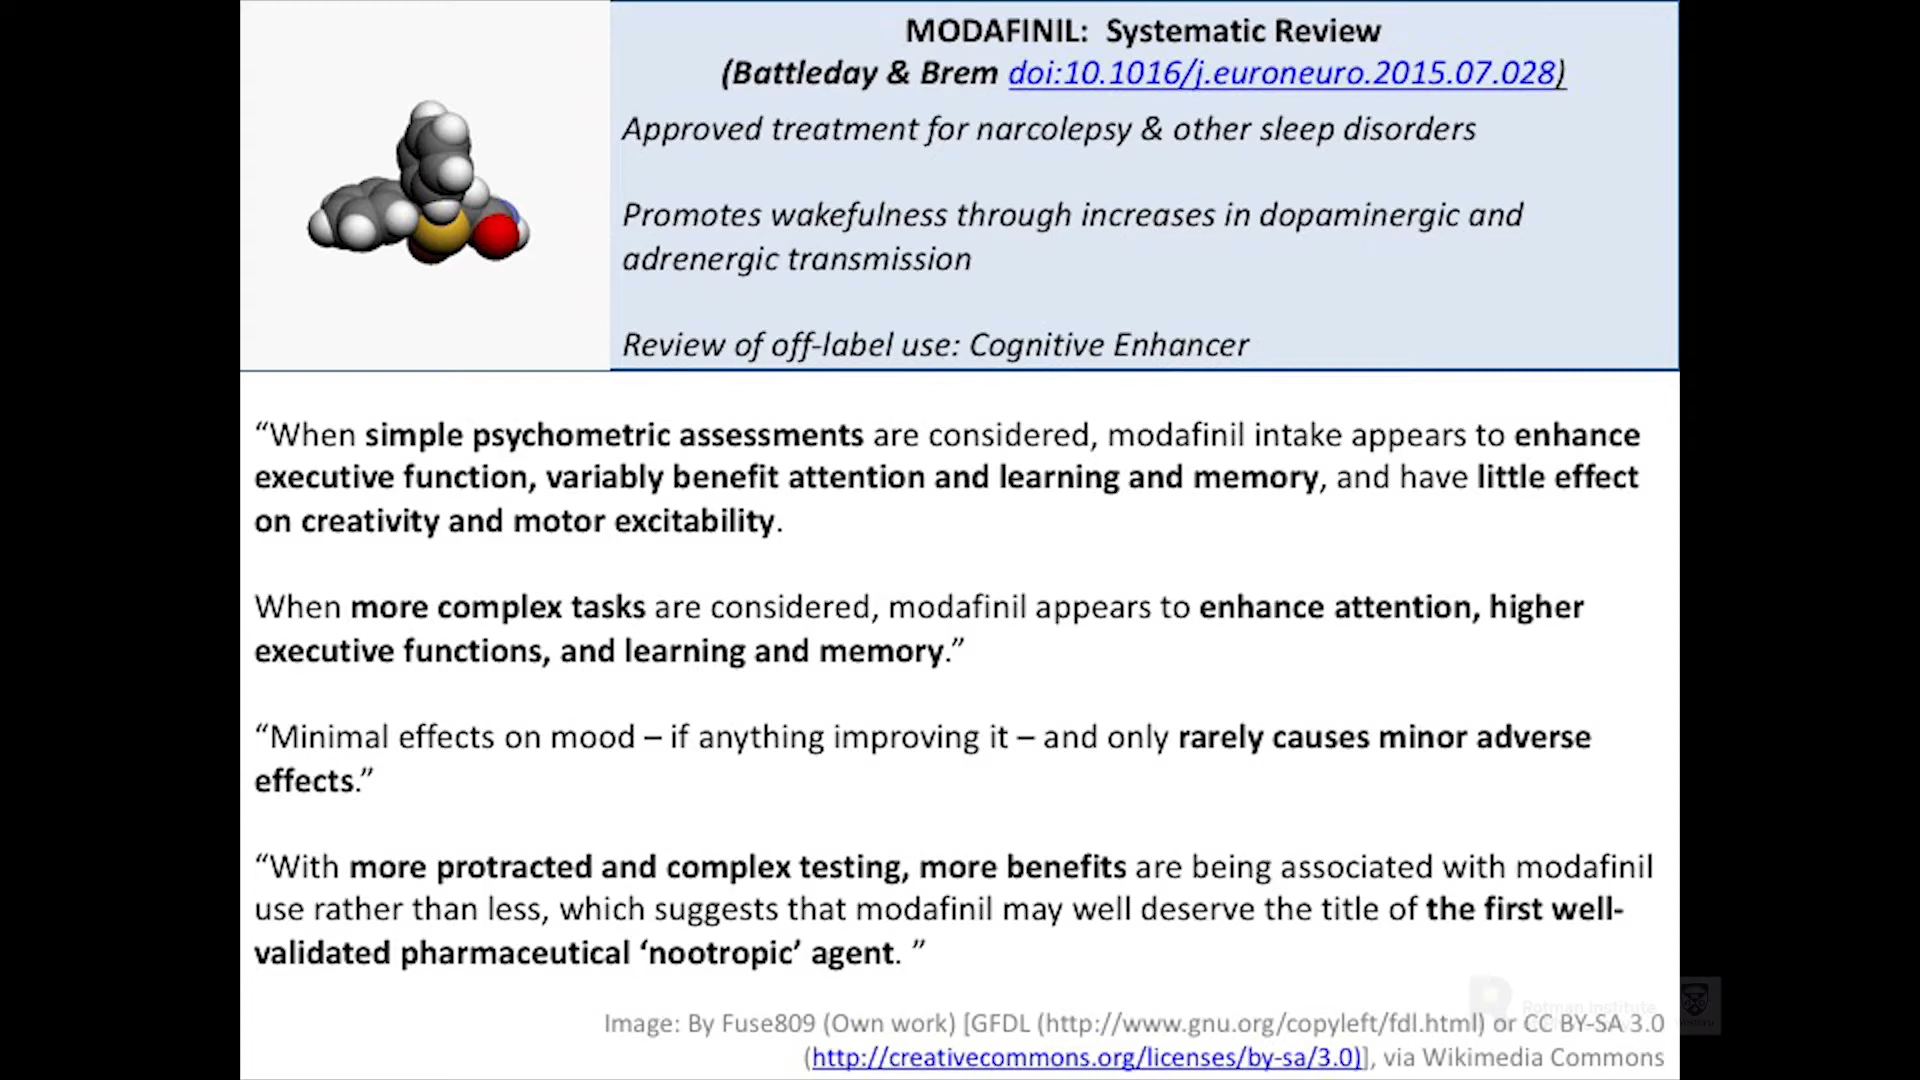 MODAFINIL: Systematic Review
(Battleday & Brem doi:10.1016/j.euroneuro.2015.07.028)
Approved treatment for narcolepsy & other sleep disorders
Promotes wakefulness through increases in dopaminergic and
adrenergic transmission
Review of off-label use: Cognitive Enhancer
“When simple psychometric assessments are considered, modafinil intake appears to enhance
executive function, variably benefit attention and learning and memory, and have little effect
on creativity and motor excitability.
When more complex tasks are considered, modafinil appears to enhance attention, higher
executive functions, and learning and memory.”
“Minimal effects on mood – if anything improving it – and only rarely causes minor adverse
effects.”
“With more protracted and complex testing, more benefits are being associated with modafinil
use rather than less, which suggests that modafinil may well deserve the title of the first well-
validated pharmaceutical ‘nootropic’ agent. ”
Rotman Institute
Image: By Fuse809 (Own work) [GFDL (http://www.gnu.org/copyleft/fdl.html) or CC BY-SA 3.0
(http://creativecommons.org/licenses/by-sa/3.0)], via Wikimedia Commons